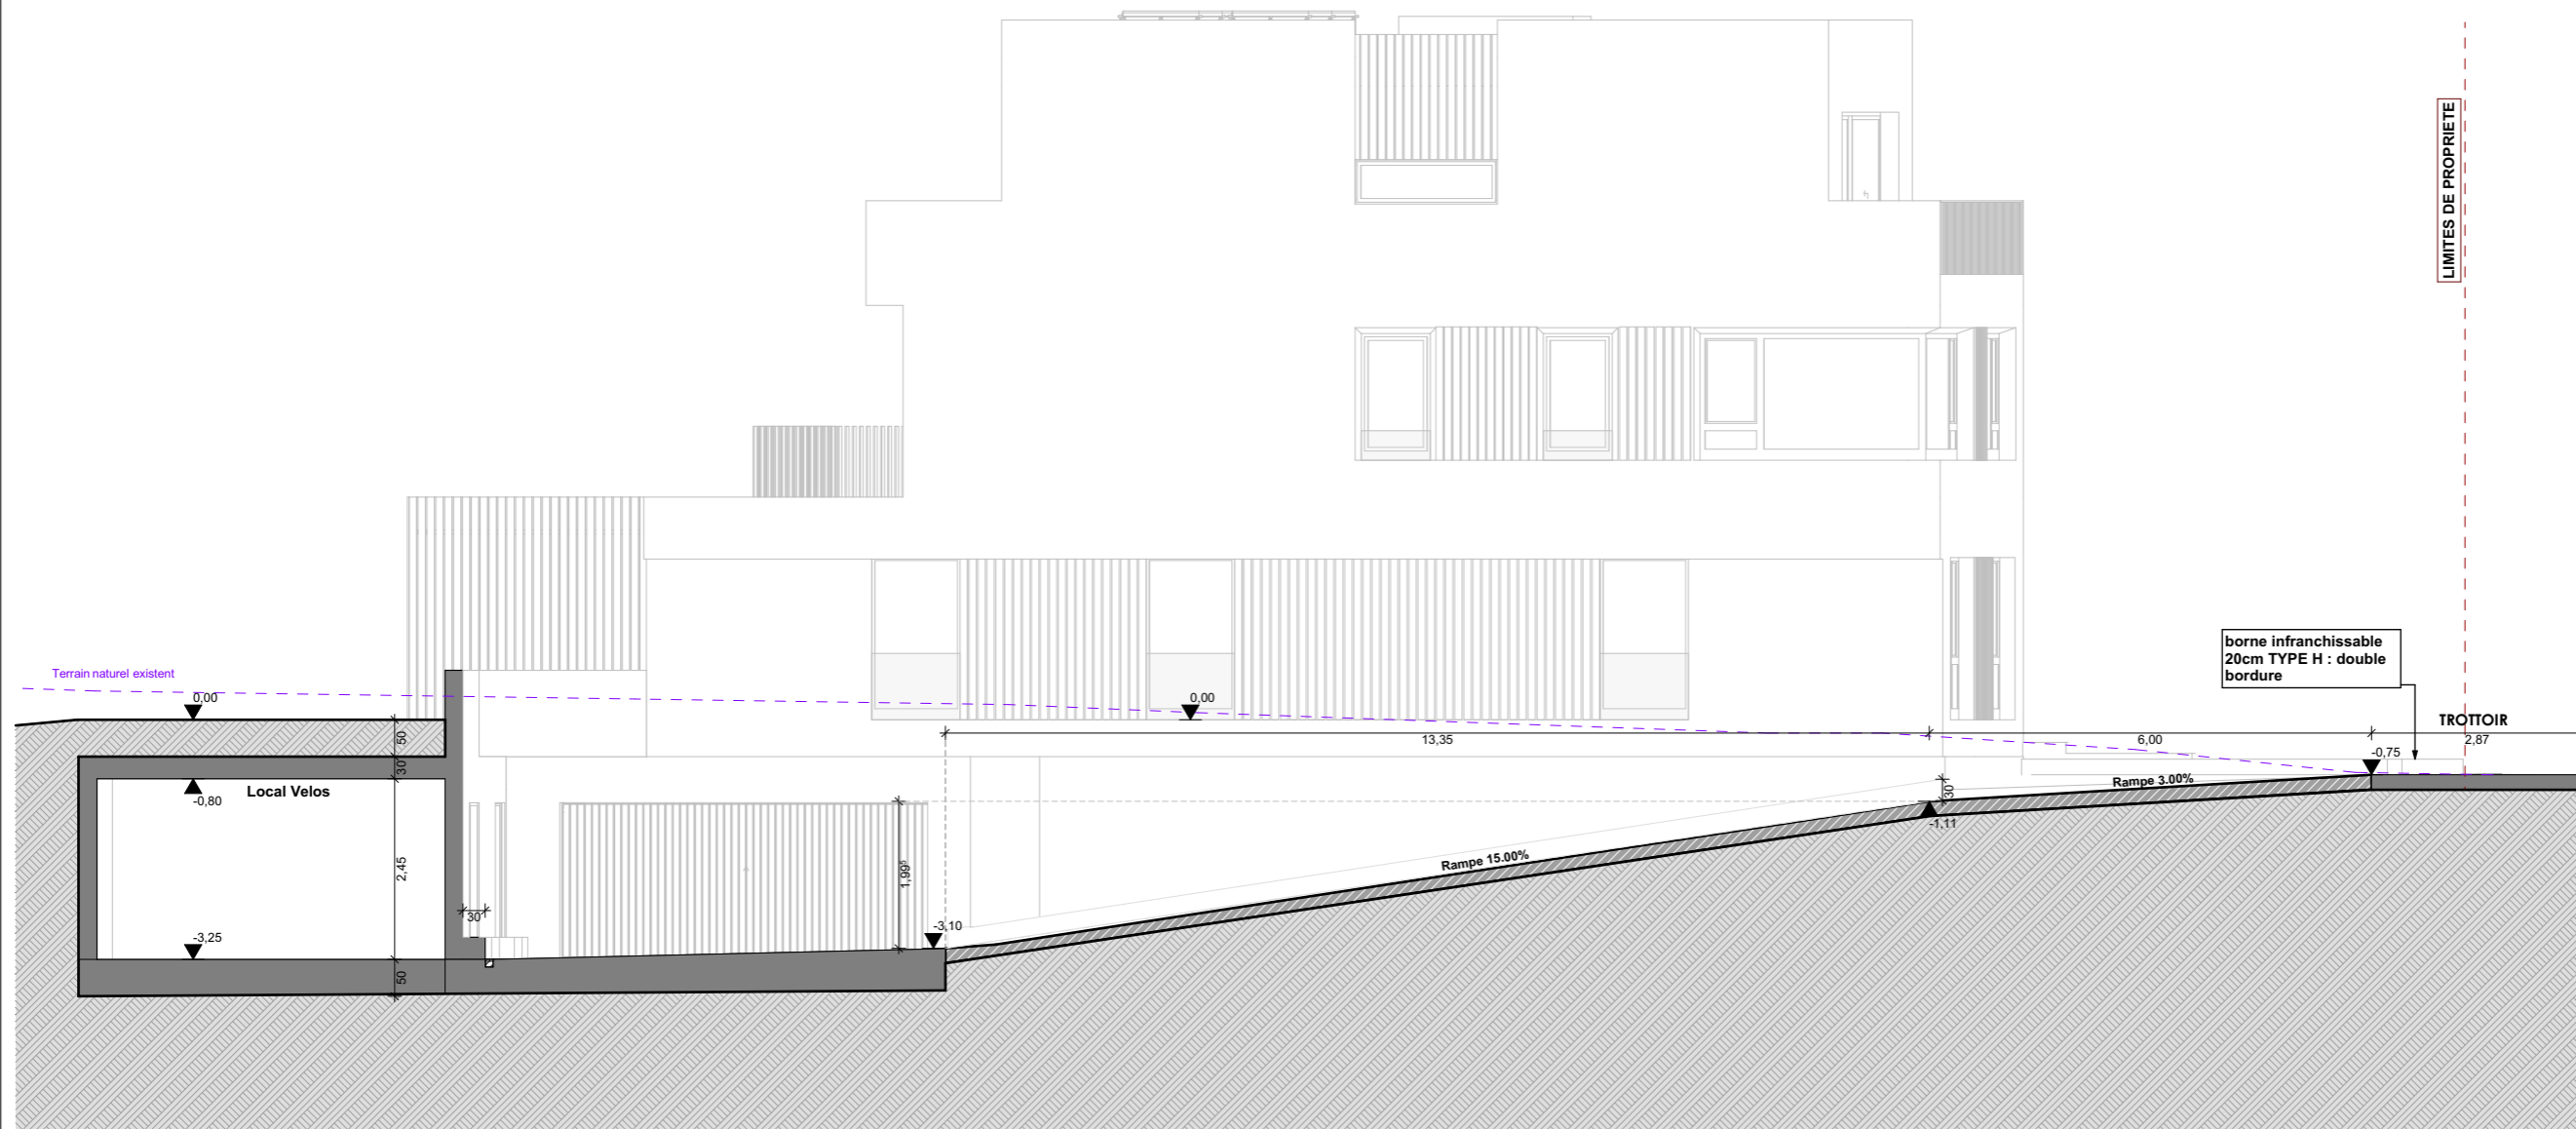 LIMITES DE PROPRIETE
borne infranchissable
20cm TYPE H : double
bordure
Terrain naturel existent
0,00
0,00
TROTTOIR
50
13,35
6,00
2,87
-0,75
30
-0,80
Local Velos
Rampe 3.00%
30
-1,11
2,45
1,99⁵
Rampe 15.00%
30
-3,10
-3,25
50